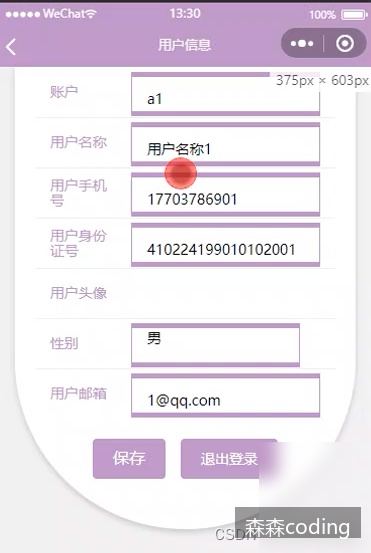 WeChat
13:30
100%
用户信息
375px × 603px
账户
a1
用户名称
用户名称1
用户手机
号
17703786901
用户身份
证号
410224199010102001
用户头像
性别
男
用户邮箱
1@qq.com
保存
退出登录
森森coding